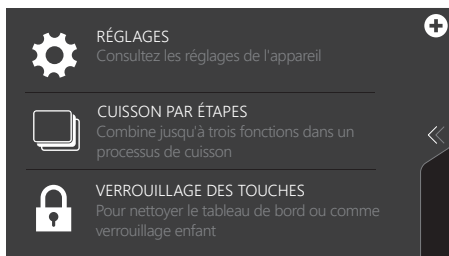 RÉGLAGES
Consultez les réglages de l'appareil
CUISSON PAR ÉTAPES
Combine jusqu'à trois fonctions dans un
processus de cuisson
VERROUILLAGE DES TOUCHES
Pour nettoyer le tableau de bord ou comme
verrouillage enfant